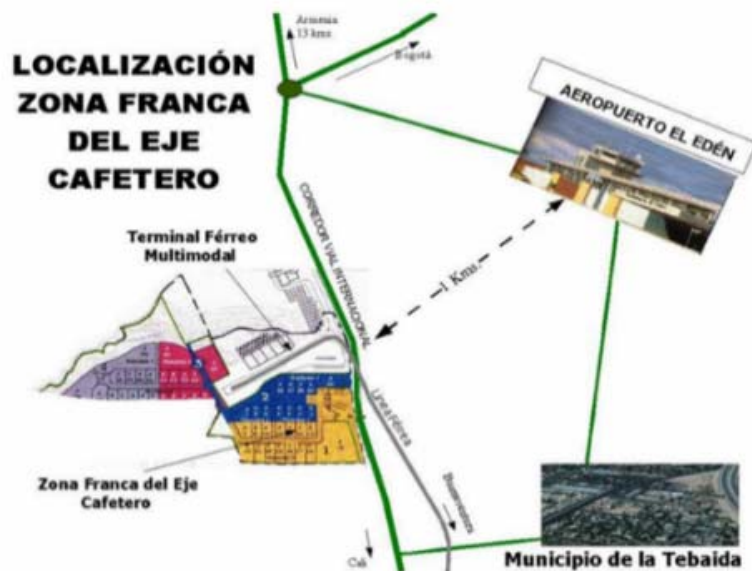 Armenia
13 kms
Bogotá
LOCALIZACIÓN
ZONA FRANCA
DEL EJE
CAFETERO
AEROPUERTO EL EDÉN
CORREDOR VIAL INTERNACIONAL
Terminal Férreo
Multimodal
1 Kms.
Línea Férrea
Zona Franca del Eje
Cafetero
Buenaventura
Cali
Municipio de la Tebaida